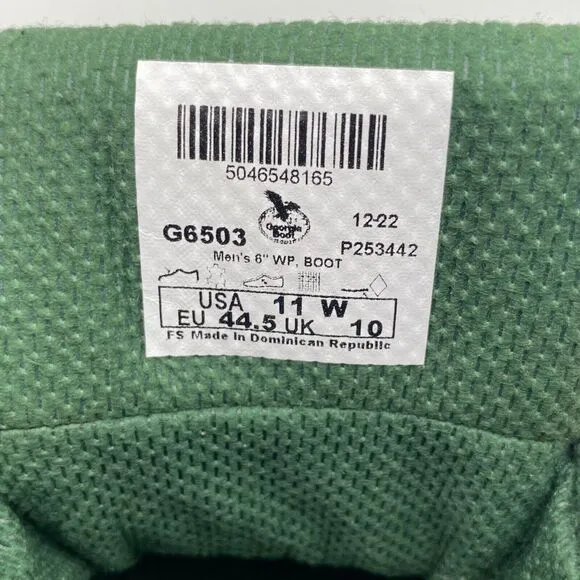 5046548165
Georgia
Boot
G6503
12-22
P253442
Men's 6" WP, BOOT
USA 11 W
EU 44.5 UK 10
FS Made in Dominican Republic